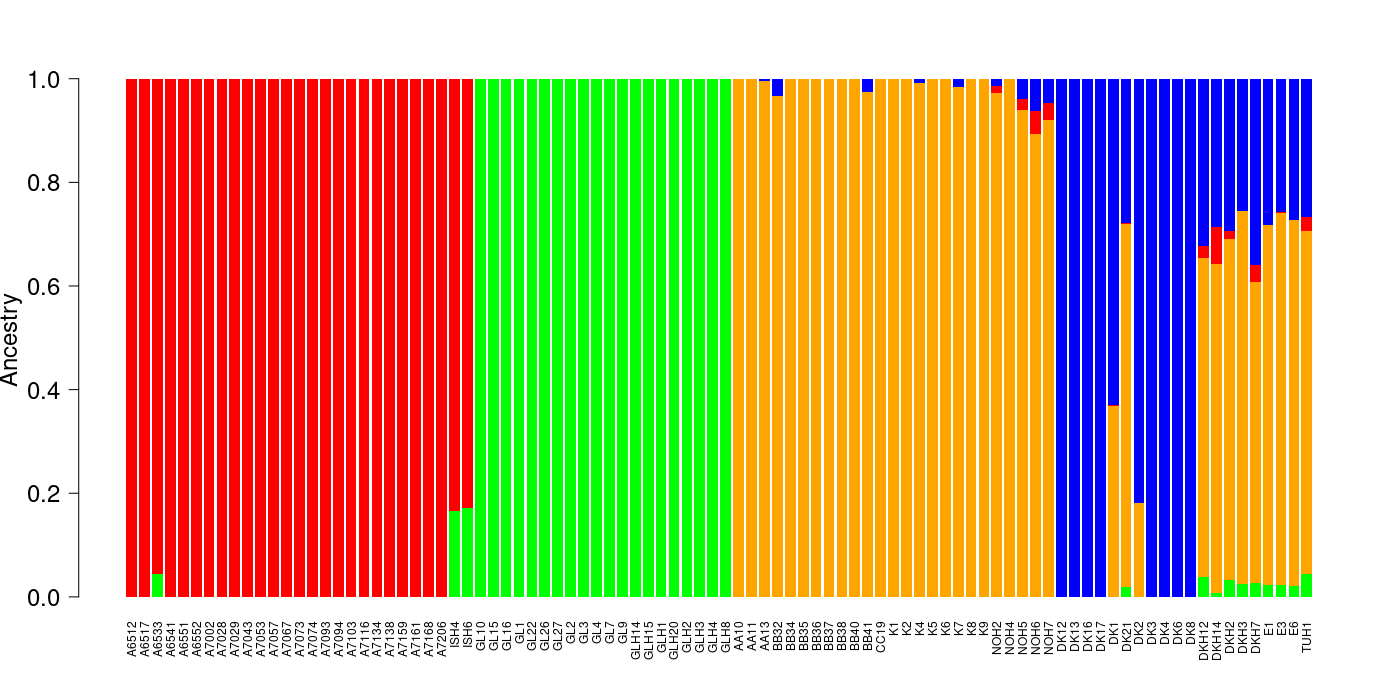 1.0
0.8
0.6
0.4
0.2
0.0
Ancestry
A6512
A6517
A6533
A6541
A6551
A6552
A7002
A7028
A7029
A7043
A7053
A7057
A7067
A7073
A7074
A7093
A7094
A7103
A7116
A7134
A7138
A7159
A7161
A7168
A7206
ISH4
ISH6
GL10
GL15
GL16
GL1
GL22
GL26
GL27
GL2
GL3
GL4
GL7
GL9
GLH14
GLH15
GLH1
GLH20
GLH2
GLH3
GLH4
GLH8
AA10
AA11
AA13
BB32
BB34
BB35
BB36
BB37
BB38
BB40
BB41
CC19
K1
K2
K4
K5
K6
K7
K8
K9
NOH2
NOH4
NOH5
NOH6
NOH7
DK12
DK13
DK16
DK17
DK1
DK21
DK2
DK3
DK4
DK6
DK8
DKH12
DKH14
DKH2
DKH3
DKH7
E1
E3
E6
TUH1